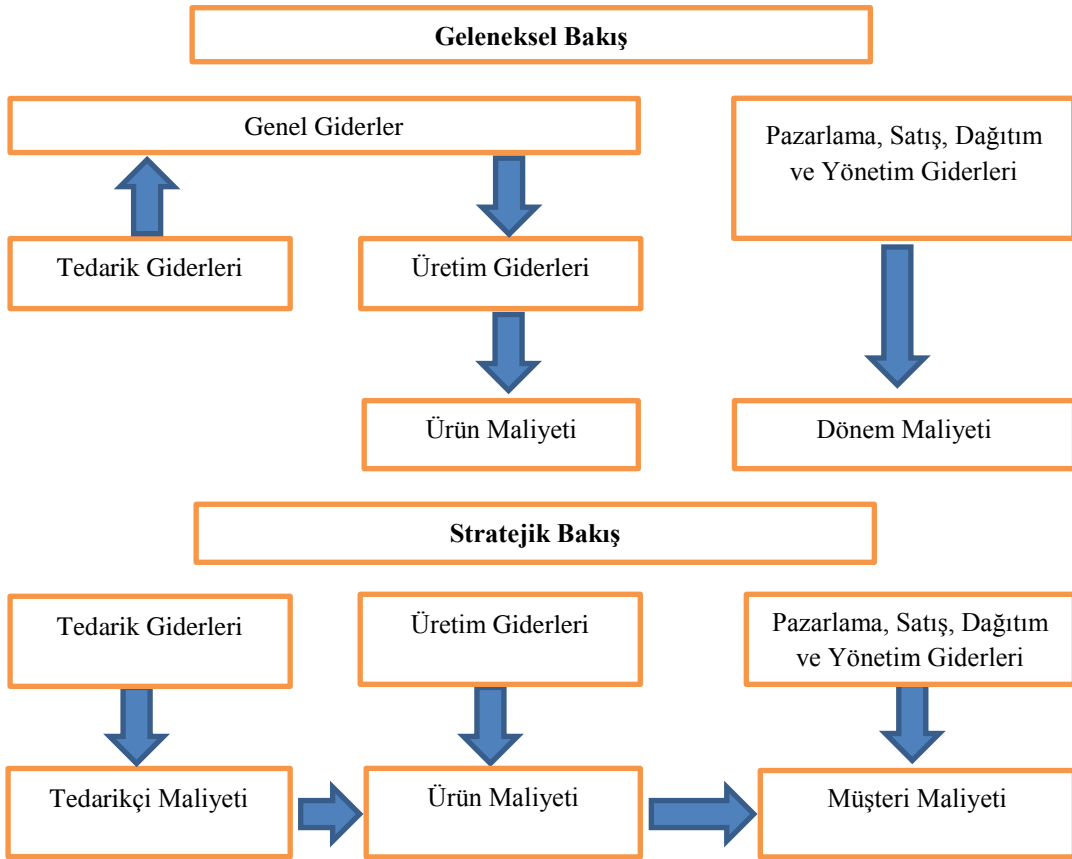 Geleneksel Bakış
Genel Giderler
Pazarlama, Satış, Dağıtım
ve Yönetim Giderleri
Tedarik Giderleri
Üretim Giderleri
Ürün Maliyeti
Dönem Maliyeti
Stratejik Bakış
Tedarik Giderleri
Üretim Giderleri
Pazarlama, Satış, Dağıtım
ve Yönetim Giderleri
Tedarikçi Maliyeti
Ürün Maliyeti
Müşteri Maliyeti